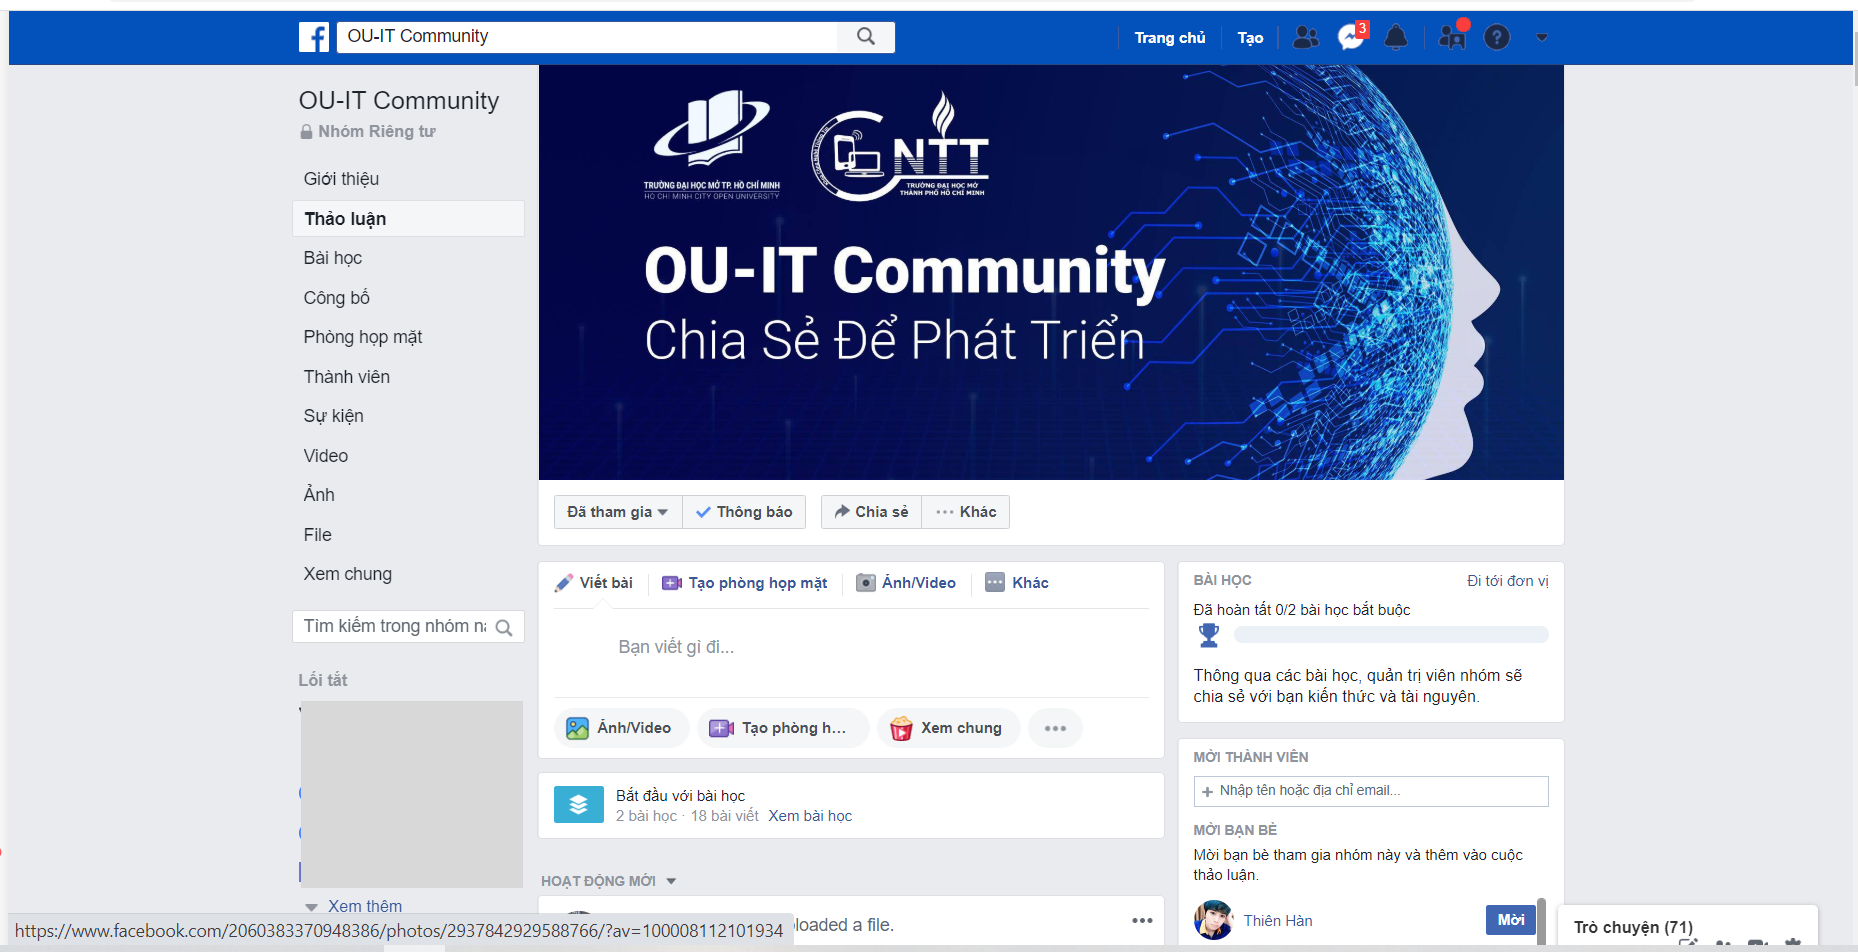 OU-IT Community
Trang chủ
Tạo
3
OU-IT Community
Nhóm Riêng tư
Giới thiệu
Thảo luận
Bài học
Công bố
Phòng họp mặt
Thành viên
Sự kiện
Video
Ảnh
File
Xem chung
Tìm kiếm trong nhóm nà
Lối tắt
Xem thêm
TRƯỜNG ĐẠI HỌC MỞ TP. HỒ CHÍ MINH
HO CHI MINH CITY OPEN UNIVERSITY
NTT
TRƯỜNG ĐẠI HỌC MỞ
THÀNH PHỐ HỒ CHÍ MINH
OU-IT Community
Chia Sẻ Để Phát Triển
Đã tham gia
Thông báo
Chia sẻ
Khác
Viết bài
Tạo phòng họp mặt
Ảnh/Video
Khác
Bạn viết gì đi...
Ảnh/Video
Tạo phòng h...
Xem chung
Bắt đầu với bài học
2 bài học · 18 bài viết Xem bài học
HOẠT ĐỘNG MỚI
loaded a file.
BÀI HỌC
Đi tới đơn vị
Đã hoàn tất 0/2 bài học bắt buộc
Thông qua các bài học, quản trị viên nhóm sẽ
chia sẻ với bạn kiến thức và tài nguyên.
MỜI THÀNH VIÊN
+ Nhập tên hoặc địa chỉ email...
MỜI BẠN BÈ
Mời bạn bè tham gia nhóm này và thêm vào cuộc
thảo luận.
Thiên Hàn
Mời
Trò chuyện (71)
https://www.facebook.com/2060383370948386/photos/2937842929588766/?av=100008112101934